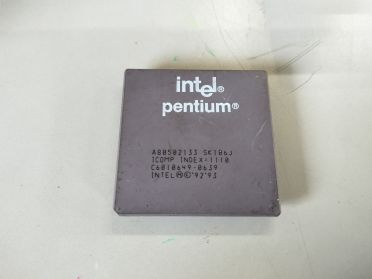 intel®
pentium®
A80502133 SK106J
ICOMP INDEX=1110
C6010649-0639
INTEL Ⓜ © '92 '93